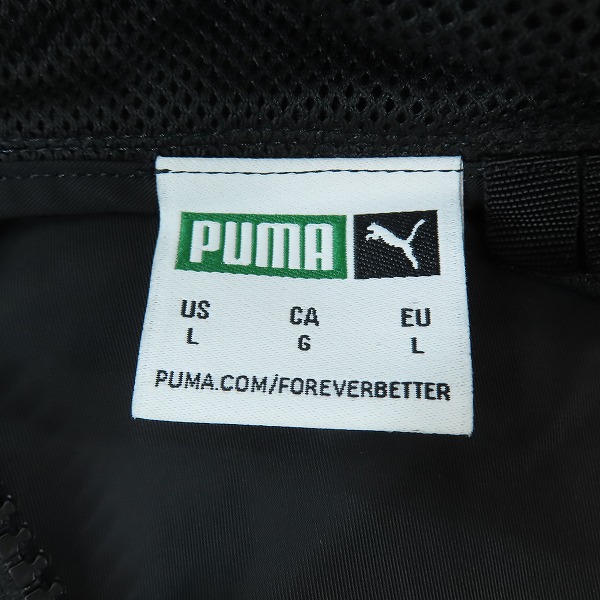 PUMA
US CA EU
L G L
PUMA.COM/FOREVERBETTER